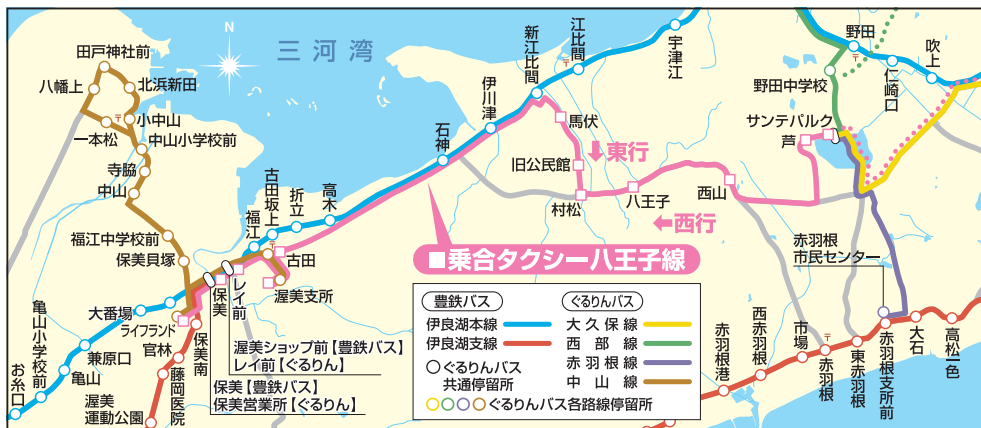 三河湾
N
田戸神社前
八幡上
北浜新田
小中山
一本松
中山小学校前
寺脇
中山
福江中学校前
保美貝塚
大番場
ライフランド
官林
保美南
藤岡医院
亀山小学校前
お糸口
兼原口
亀山
渥美
運動公園
福江
古田坂上
折立
高木
古田
渥美支所
保美
レイ前
渥美ショップ前【豊鉄バス】
レイ前【ぐるりん】
保美【豊鉄バス】
保美営業所【ぐるりん】
石神
伊川津
新江比間
江比間
宇津江
馬伏
旧公民館
東行
村松
八王子
西山
西行
芦
サンテパルク
野田中学校
野田
仁崎口
吹上
■乗合タクシー八王子線
豊鉄バス
ぐるりんバス
伊良湖本線
伊良湖支線
ぐるりんバス
共通停留所
大久保線
西部線
赤羽根線
中山線
ぐるりんバス各路線停留所
赤羽根
市民センター
赤羽根港
西赤羽根
市場
赤羽根
東赤羽根
赤羽根支所前
大石
高松一色